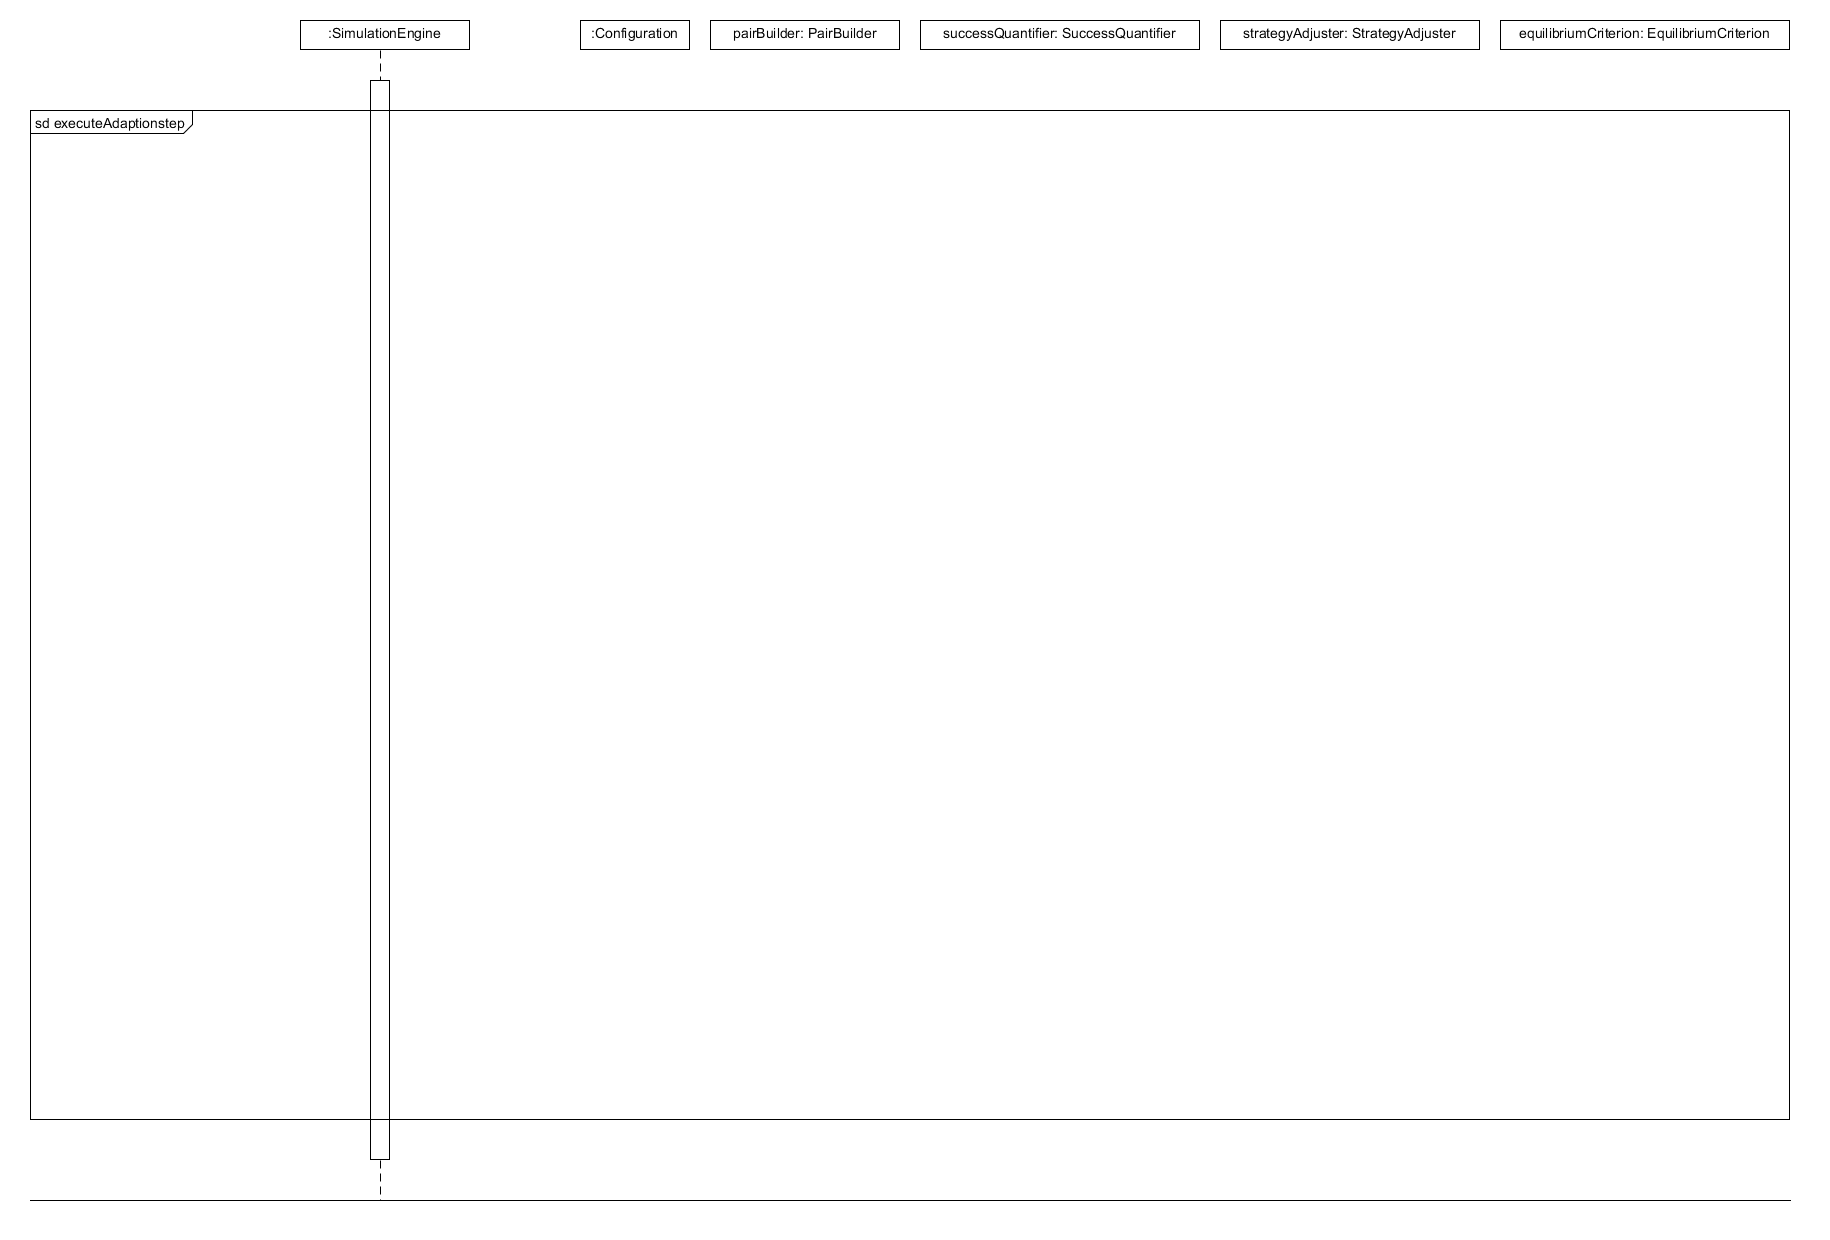 :SimulationEngine
:Configuration
pairBuilder: PairBuilder
successQuantifier: SuccessQuantifier
strategyAdjuster: StrategyAdjuster
equilibriumCriterion: EquilibriumCriterion
sd executeAdaptionstep